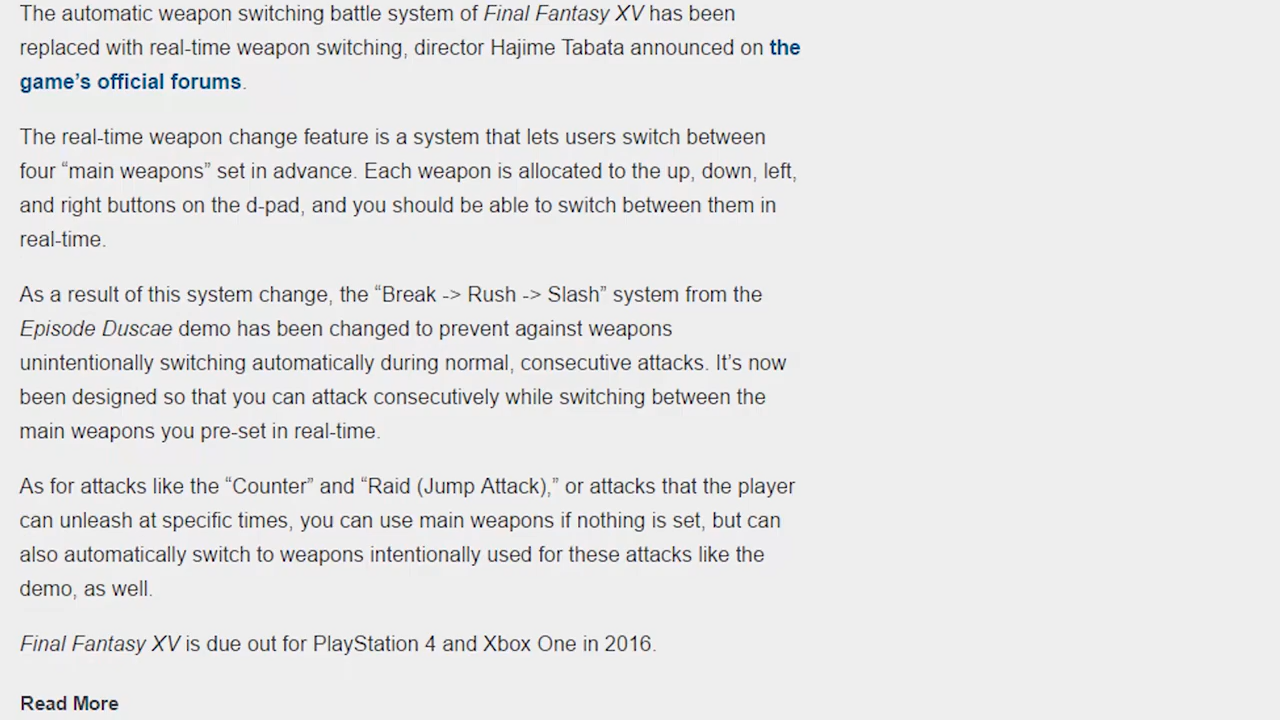 The automatic weapon switching battle system of Final Fantasy XV has been
replaced with real-time weapon switching, director Hajime Tabata announced on the
game’s official forums.
The real-time weapon change feature is a system that lets users switch between
four “main weapons” set in advance. Each weapon is allocated to the up, down, left,
and right buttons on the d-pad, and you should be able to switch between them in
real-time.
As a result of this system change, the “Break -> Rush -> Slash” system from the
Episode Duscae demo has been changed to prevent against weapons
unintentionally switching automatically during normal, consecutive attacks. It’s now
been designed so that you can attack consecutively while switching between the
main weapons you pre-set in real-time.
As for attacks like the “Counter” and “Raid (Jump Attack),” or attacks that the player
can unleash at specific times, you can use main weapons if nothing is set, but can
also automatically switch to weapons intentionally used for these attacks like the
demo, as well.
Final Fantasy XV is due out for PlayStation 4 and Xbox One in 2016.
Read More